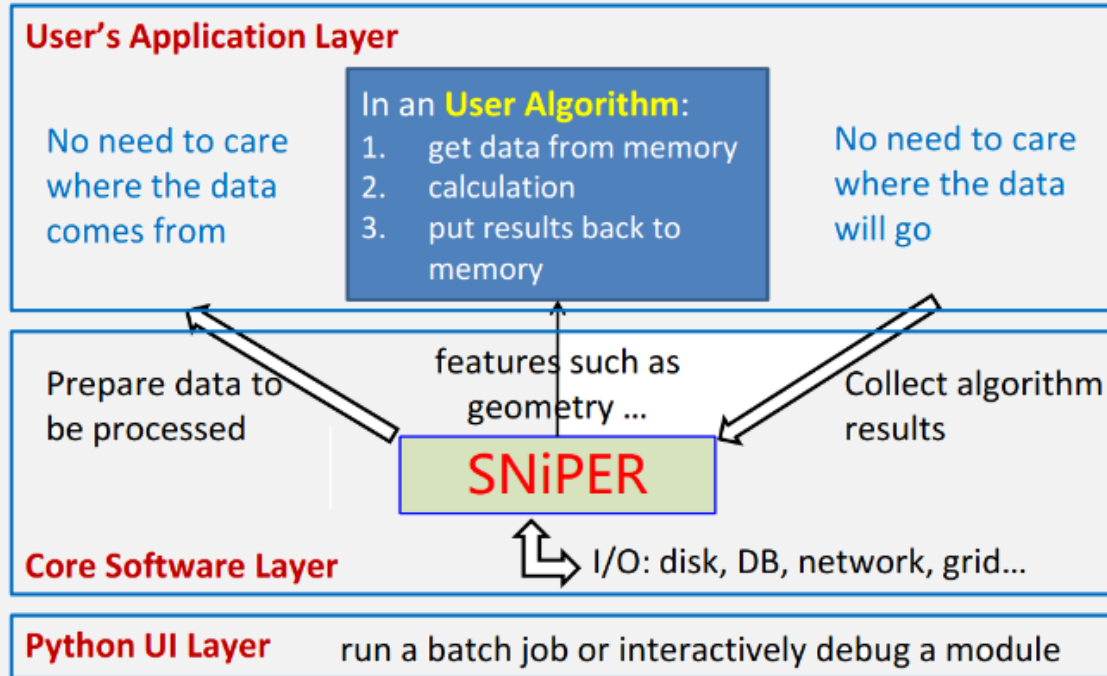 User's Application Layer
No need to care
where the data
comes from
In an User Algorithm:
1. get data from memory
2. calculation
3. put results back to
memory
No need to care
where the data
will go
Prepare data to
be processed
features such as
geometry ...
Collect algorithm
results
SNiPER
Core Software Layer
I/O: disk, DB, network, grid...
Python UI Layer
run a batch job or interactively debug a module